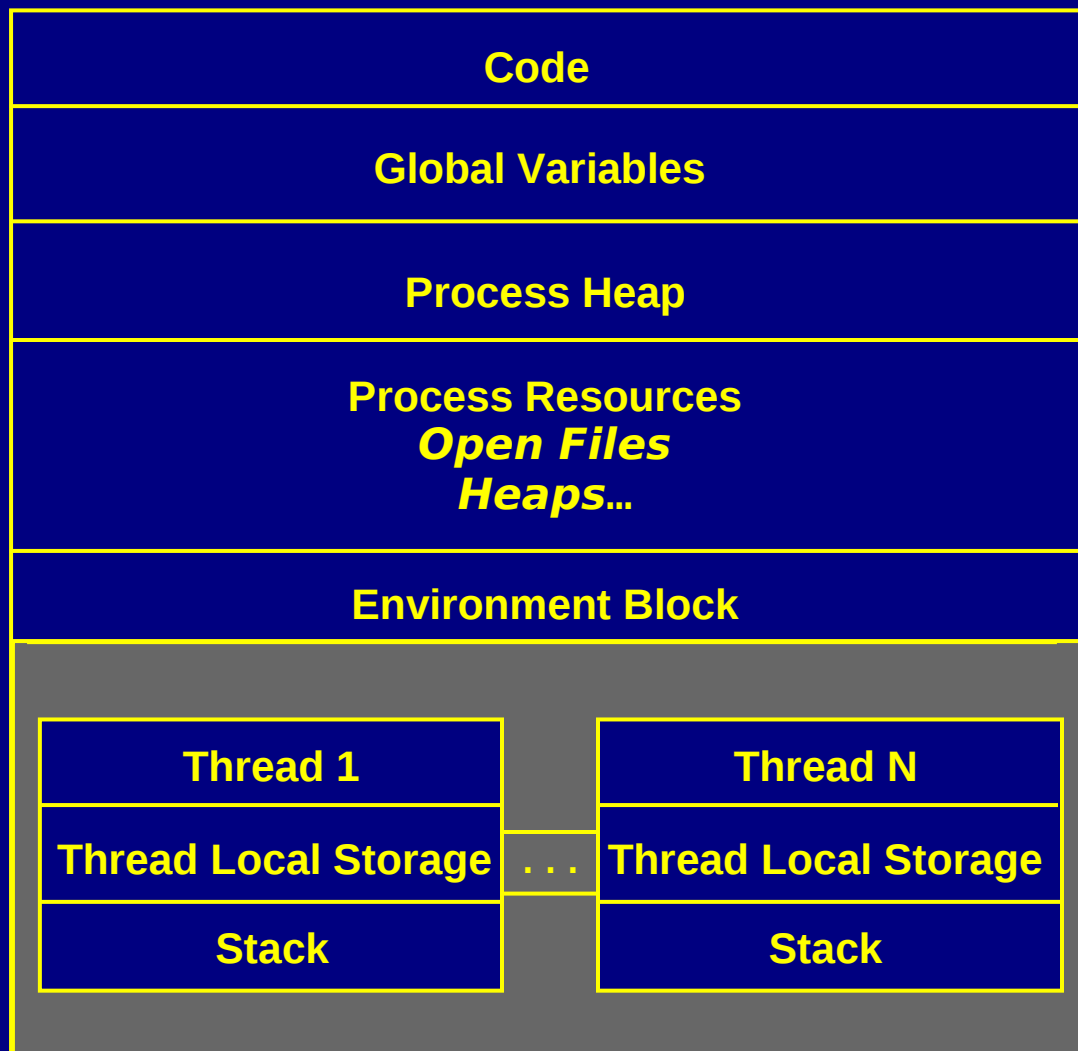 Code
Global Variables
Process Heap
Process Resources
Open Files
Heaps…
Environment Block
Thread 1
Thread Local Storage
Stack
. . .
Thread N
Thread Local Storage
Stack